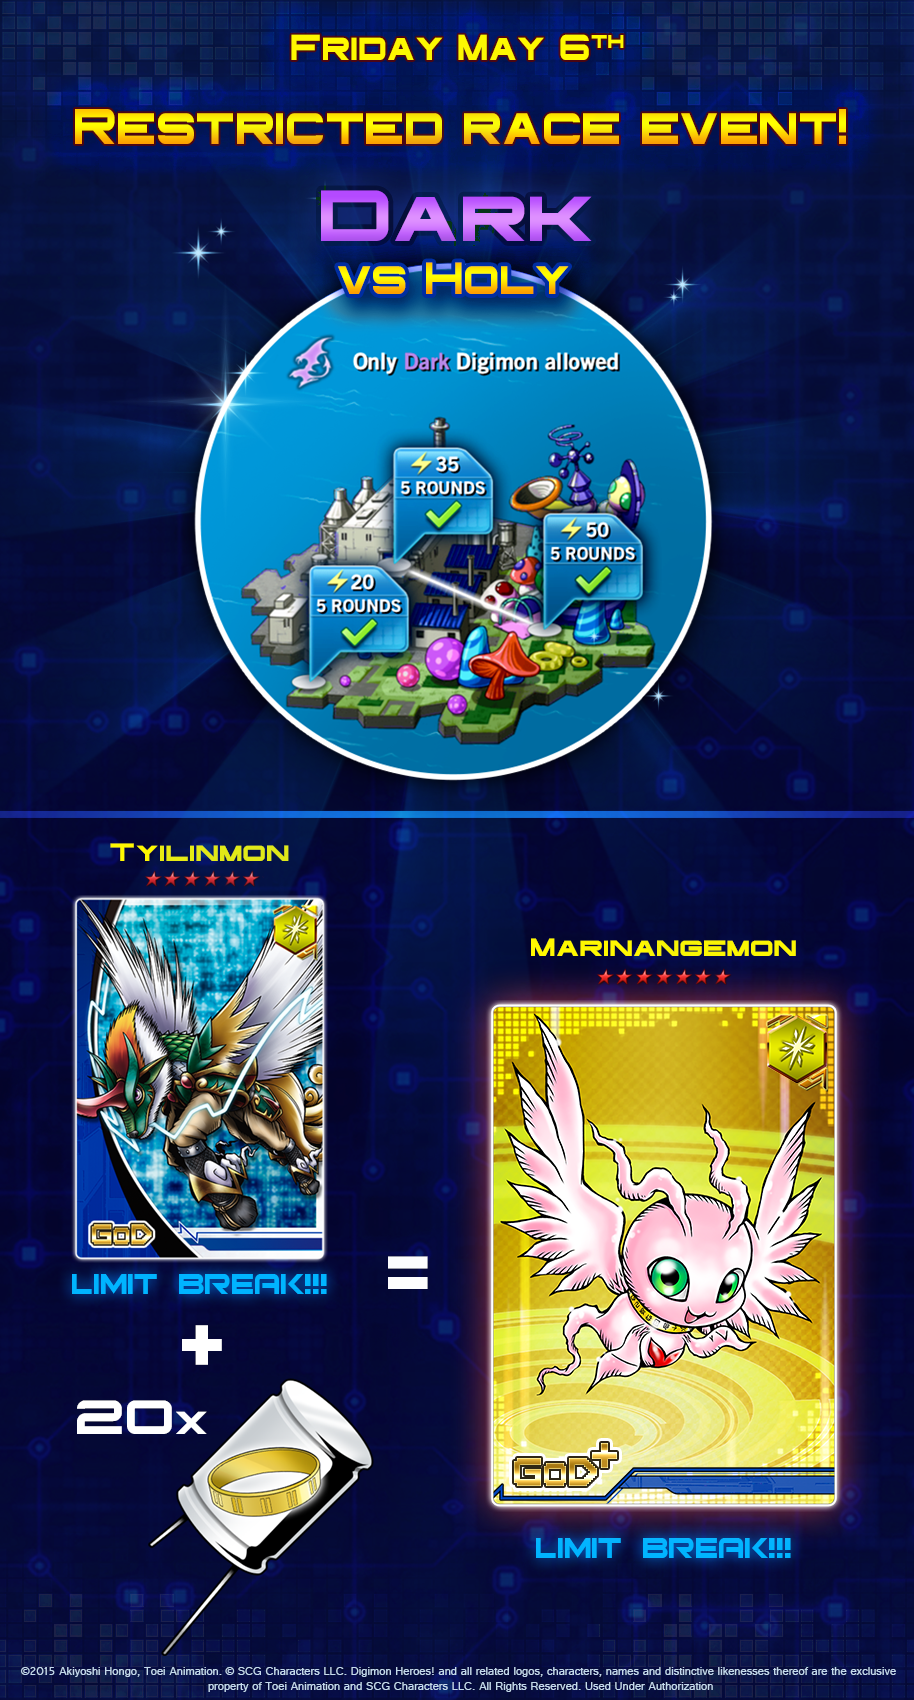 Friday May 6th
Restricted race event!
Dark
vs Holy
Only Dark Digimon allowed
35
5 ROUNDS
50
5 ROUNDS
20
5 ROUNDS
Tyilinmon
Marinangemon
GoD
LIMIT BREAK!!!
=
+
20x
GoD+
LIMIT BREAK!!!
©2015 Akiyoshi Hongo, Toei Animation. © SCG Characters LLC. Digimon Heroes! and all related logos, characters, names and distinctive likenesses thereof are the exclusive
property of Toei Animation and SCG Characters LLC. All Rights Reserved. Used Under Authorization